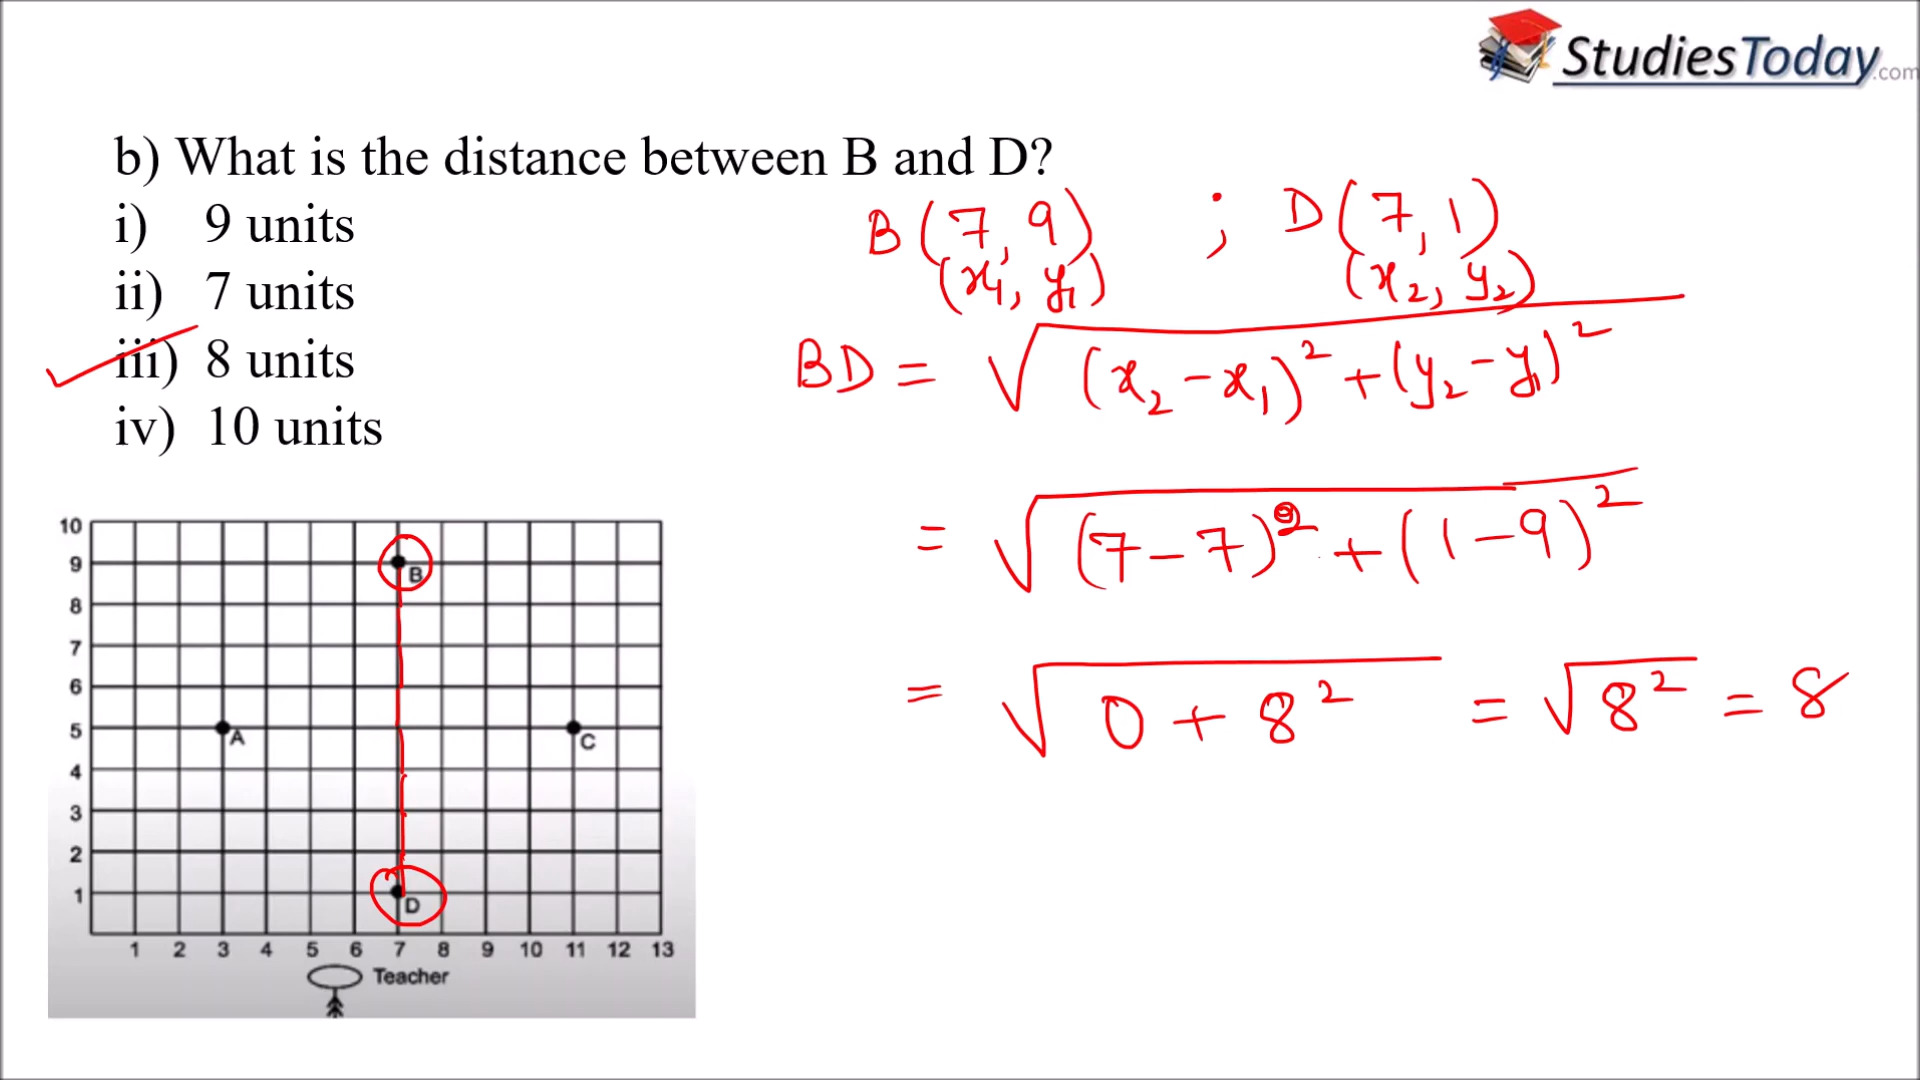 StudiesToday.com
b) What is the distance between B and D?
i) 9 units
ii) 7 units
iii) 8 units
iv) 10 units
B(7, 9) ; D(7, 1)
(x₁, y₁) (x₂, y₂)
BD = √(x₂-x₁)²+(y₂-y₁)²
= √(7-7)²+(1-9)²
= √0+8² = √8² = 8
10
9
B
8
7
6
5
A
C
4
3
2
1
D
1 2 3 4 5 6 7 8 9 10 11 12 13
Teacher